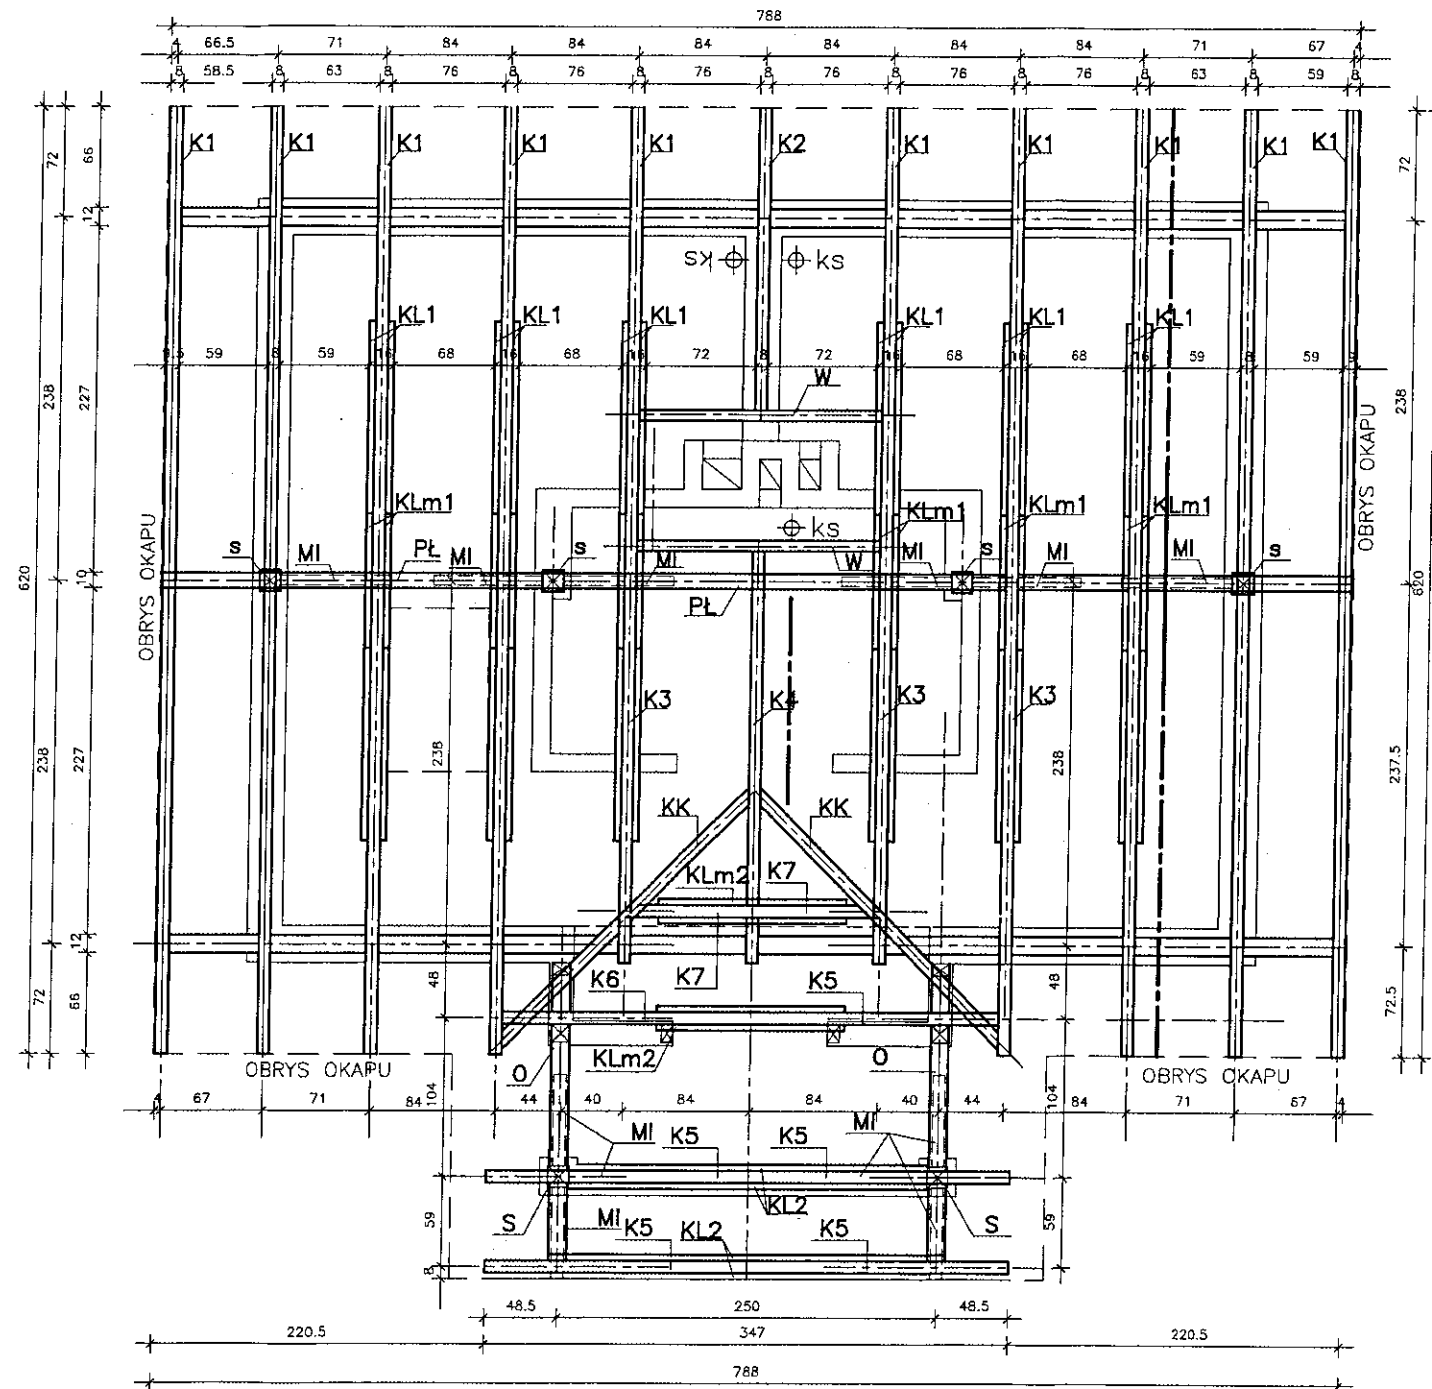 788
4 66.5 71 84 84 84 84 84 84 71 67 4
8 58.5 8 63 8 76 8 76 8 76 8 76 8 76 8 76 8 63 8 59 8
K1 K1 K1 K1 K1 K2 K1 K1 K1 K1 K1
72 66 72
12
ks ks
KL1 KL1 KL1 KL1 KL1 KL1
59 8 59 16 68 16 68 16 72 8 72 16 68 16 68 16 59 8 59 9
238 227 238
W
KLm1 KLm1 KLm1 KLm1
ks
OBRYS OKAPU
OBRYS OKAPU
s MI PŁ MI s MI W MI s MI MI s
620 10 620
PŁ
K3 K4 K3 K3
238 227 238 238 237.5
KK KK
KLm2 K7
12
K6 K7 K5
72 66 48 48 72.5
KLm2
OBRYS OKAPU O O OBRYS OKAPU
104 104
4 67 71 84 44 40 84 84 40 44 84 71 67 4
MI K5 K5 MI
KL2
S MI K5 KL2 K5 S
59 59
8
48.5 250 48.5
220.5 347 220.5
788